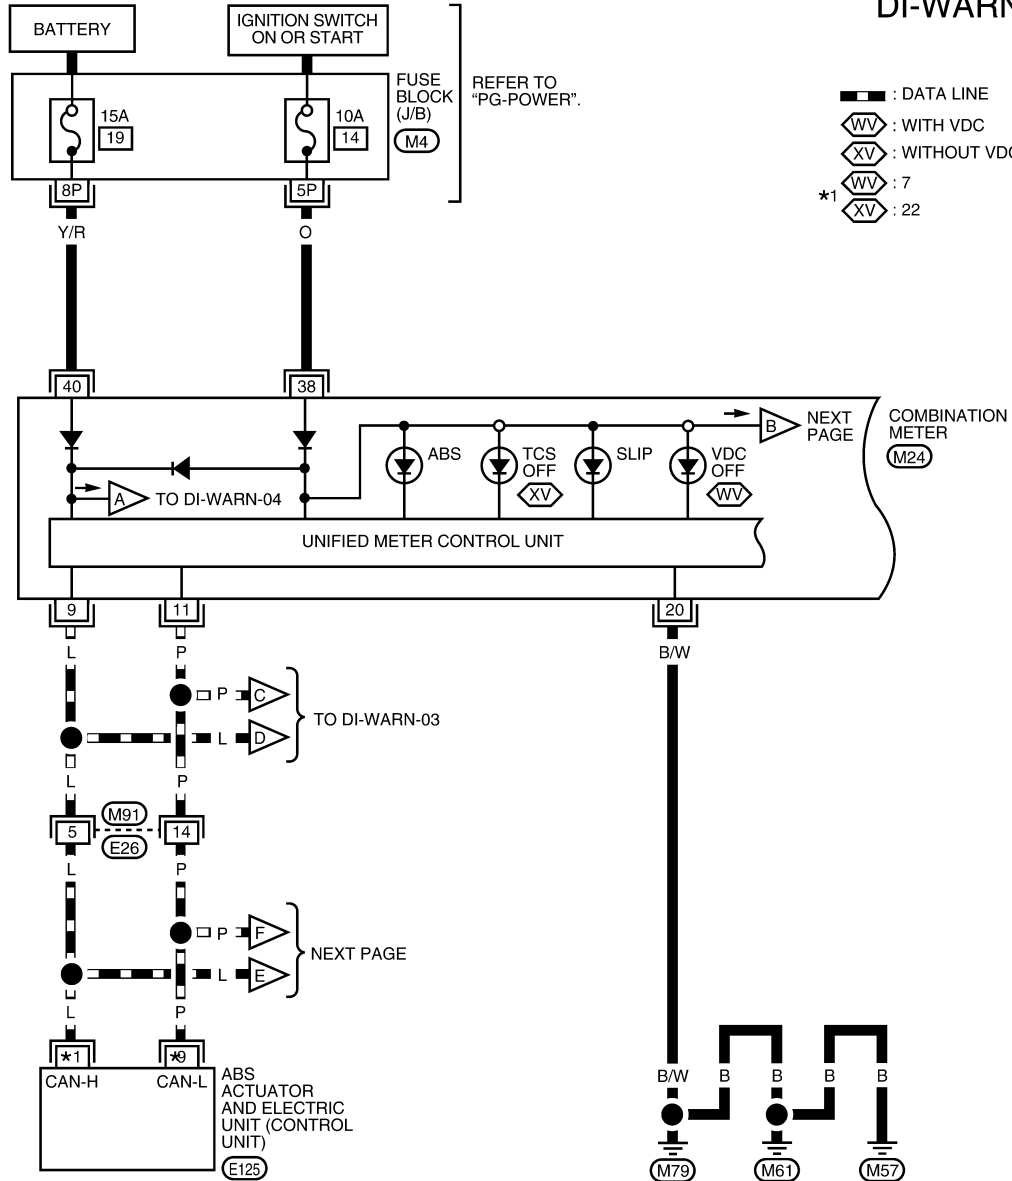 DI-WARN
BATTERY
IGNITION SWITCH
ON OR START
FUSE
BLOCK
(J/B)
M4
REFER TO
“PG-POWER”.
15A
19
10A
14
8P
5P
: DATA LINE
WV : WITH VDC
XV : WITHOUT VDC
*1
WV : 7
XV : 22
Y/R
O
40
38
B
NEXT
PAGE
COMBINATION
METER
M24
ABS
TCS
OFF
XV
SLIP
VDC
OFF
WV
A
TO DI-WARN-04
UNIFIED METER CONTROL UNIT
9
11
20
L
P
B/W
P
C
L
D
TO DI-WARN-03
L
P
M91
5
14
E26
L
P
P
F
L
E
NEXT PAGE
L
P
*1
*9
CAN-H
CAN-L
ABS
ACTUATOR
AND ELECTRIC
UNIT (CONTROL
UNIT)
E125
B/W
B
B
B
B
M79
M61
M57